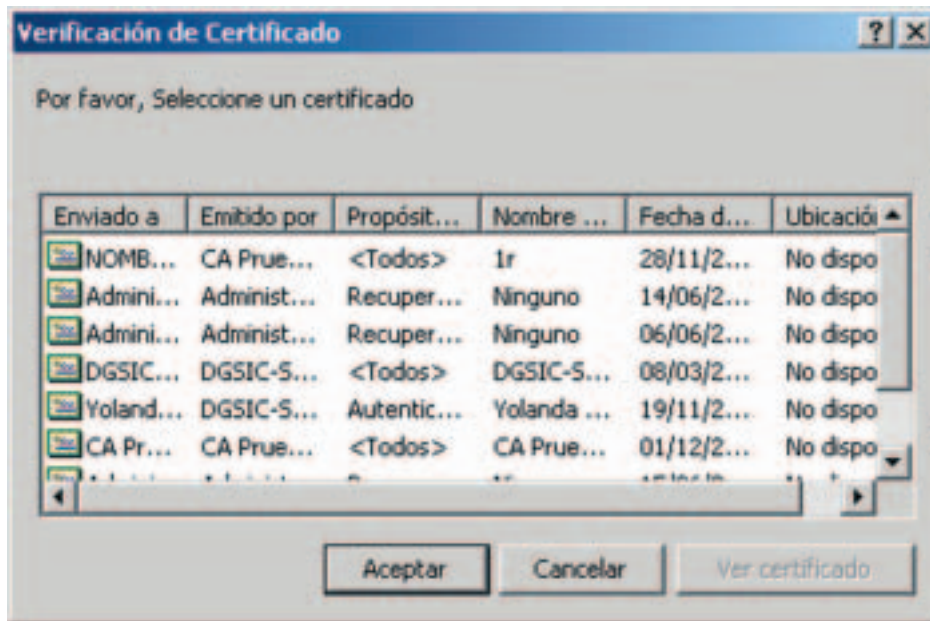 Verificación de Certificado
Por favor, Seleccione un certificado
Enviado a Emitido por Propósit... Nombre ... Fecha d... Ubicació
NOMB... CA Prue... <Todos> 1r 28/11/2... No dispo
Admini... Administ... Recuper... Ninguno 14/06/2... No dispo
Admini... Administ... Recuper... Ninguno 06/06/2... No dispo
DGSIC... DGSIC-S... <Todos> DGSIC-S... 08/03/2... No dispo
Yoland... DGSIC-S... Autentic... Yolanda ... 19/11/2... No dispo
CA Pr... CA Prue... <Todos> CA Prue... 01/12/2... No dispo
Aceptar Cancelar Ver certificado